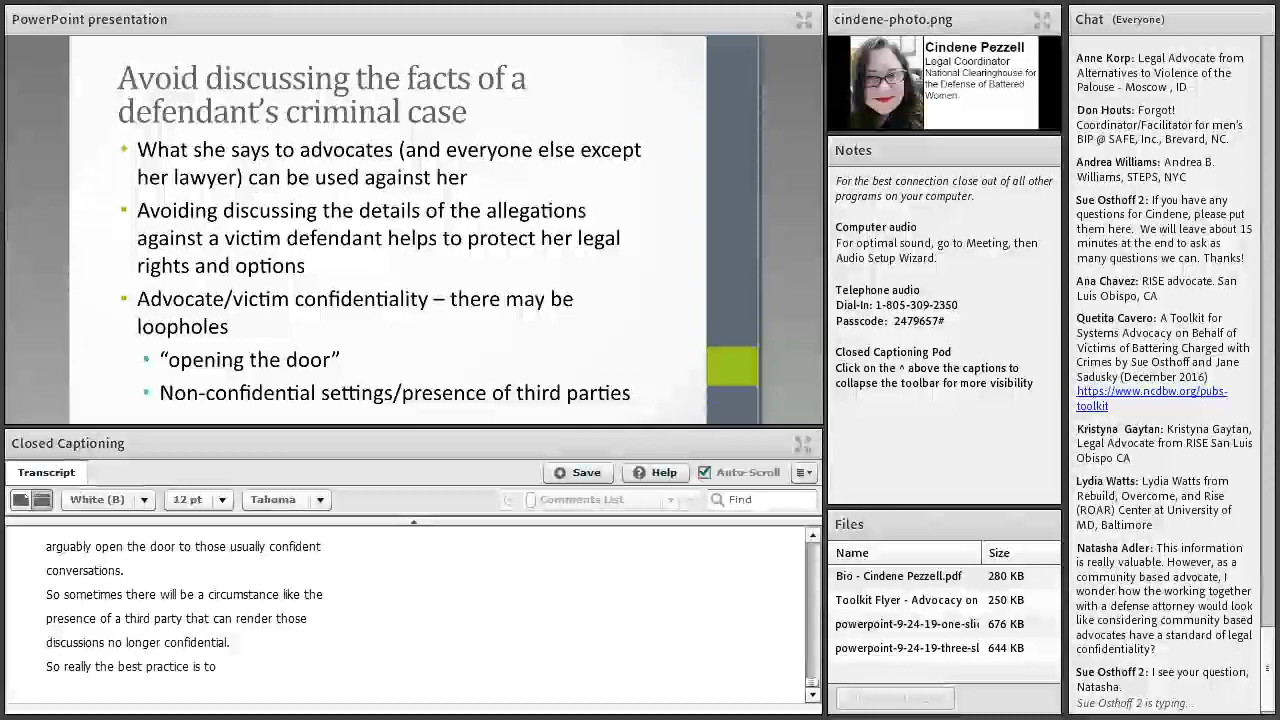 PowerPoint presentation
Avoid discussing the facts of a
defendant's criminal case
What she says to advocates (and everyone else except
her lawyer) can be used against her
Avoiding discussing the details of the allegations
against a victim defendant helps to protect her legal
rights and options
Advocate/victim confidentiality – there may be
loopholes
"opening the door"
Non-confidential settings/presence of third parties
Closed Captioning
Transcript
Save
Help
Auto-Scroll
White (B)
12 pt
Tahoma
Comments List
Find
arguably open the door to those usually confident
conversations.
So sometimes there will be a circumstance like the
presence of a third party that can render those
discussions no longer confidential.
So really the best practice is to
cindene-photo.png
Cindene Pezzell
Legal Coordinator
National Clearinghouse for
the Defense of Battered
Women
Notes
For the best connection close out of all other
programs on your computer.
Computer audio
For optimal sound, go to Meeting, then
Audio Setup Wizard.
Telephone audio
Dial-In: 1-805-309-2350
Passcode: 2479657#
Closed Captioning Pod
Click on the ^ above the captions to
collapse the toolbar for more visibility
Files
Name Size
Bio - Cindene Pezzell.pdf 280 KB
Toolkit Flyer - Advocacy on 250 KB
powerpoint-9-24-19-one-slid 676 KB
powerpoint-9-24-19-three-sl 644 KB
Chat (Everyone)
Anne Korp: Legal Advocate from
Alternatives to Violence of the
Palouse - Moscow , ID
Don Houts: Forgot!
Coordinator/Facilitator for men's
BIP @ SAFE, Inc., Brevard, NC.
Andrea Williams: Andrea B.
Williams, STEPS, NYC
Sue Osthoff 2: If you have any
questions for Cindene, please put
them here. We will leave about 15
minutes at the end to ask as
many questions we can. Thanks!
Ana Chavez: RISE advocate. San
Luis Obispo, CA
Quetita Cavero: A Toolkit for
Systems Advocacy on Behalf of
Victims of Battering Charged with
Crimes by Sue Osthoff and Jane
Sadusky (December 2016)
https://www.ncdbw.org/pubs-
toolkit
Kristyna Gaytan: Kristyna Gaytan,
Legal Advocate from RISE San Luis
Obispo CA
Lydia Watts: Lydia Watts from
Rebuild, Overcome, and Rise
(ROAR) Center at University of
MD, Baltimore
Natasha Adler: This information
is really valuable. However, as a
community based advocate, I
wonder how the working together
with a defense attorney would look
like considering community based
advocates have a standard of legal
confidentiality?
Sue Osthoff 2: I see your question,
Natasha.
Sue Osthoff 2 is typing...